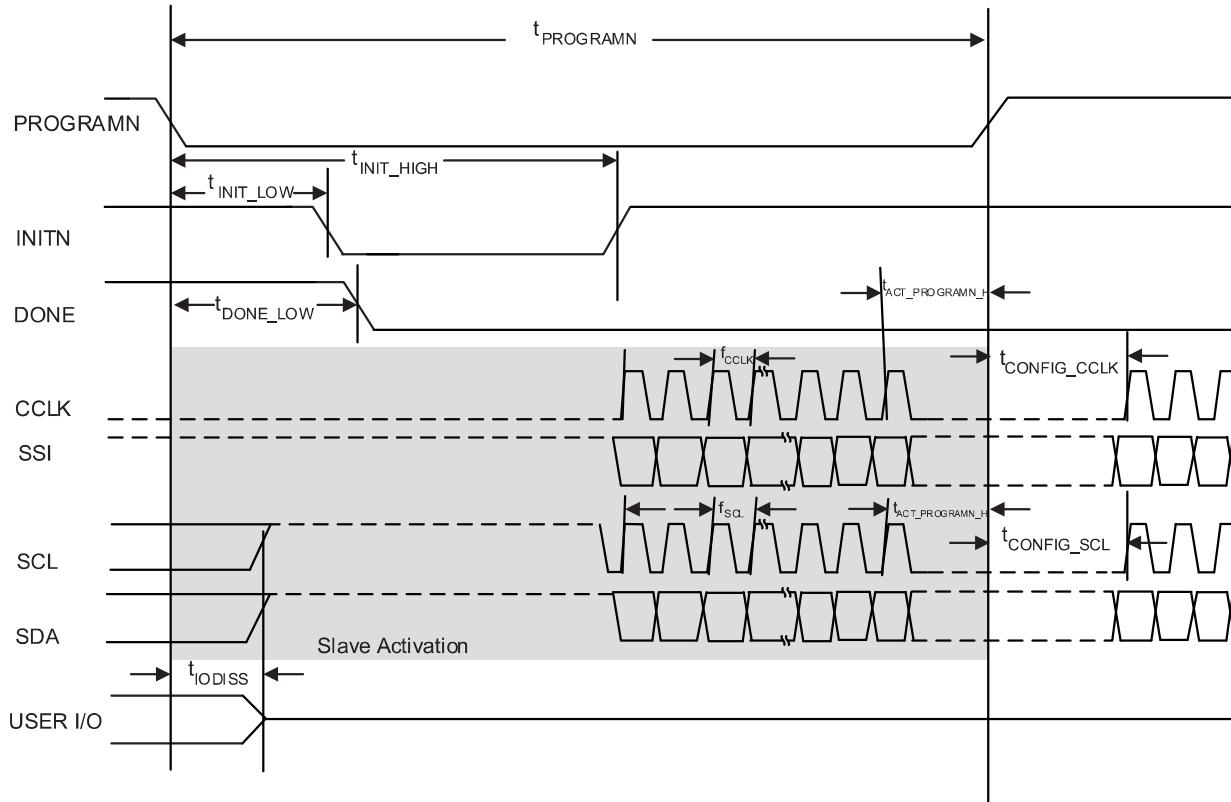 tPROGRAMN
PROGRAMN
tINIT_HIGH
tINIT_LOW
INITN
tACT_PROGRAMN_H
tDONE_LOW
DONE
fCCLK
tCONFIG_CCLK
CCLK
SSI
fSCL
tACT_PROGRAMN_H
tCONFIG_SCL
SCL
SDA
Slave Activation
tIODISS
USER I/O